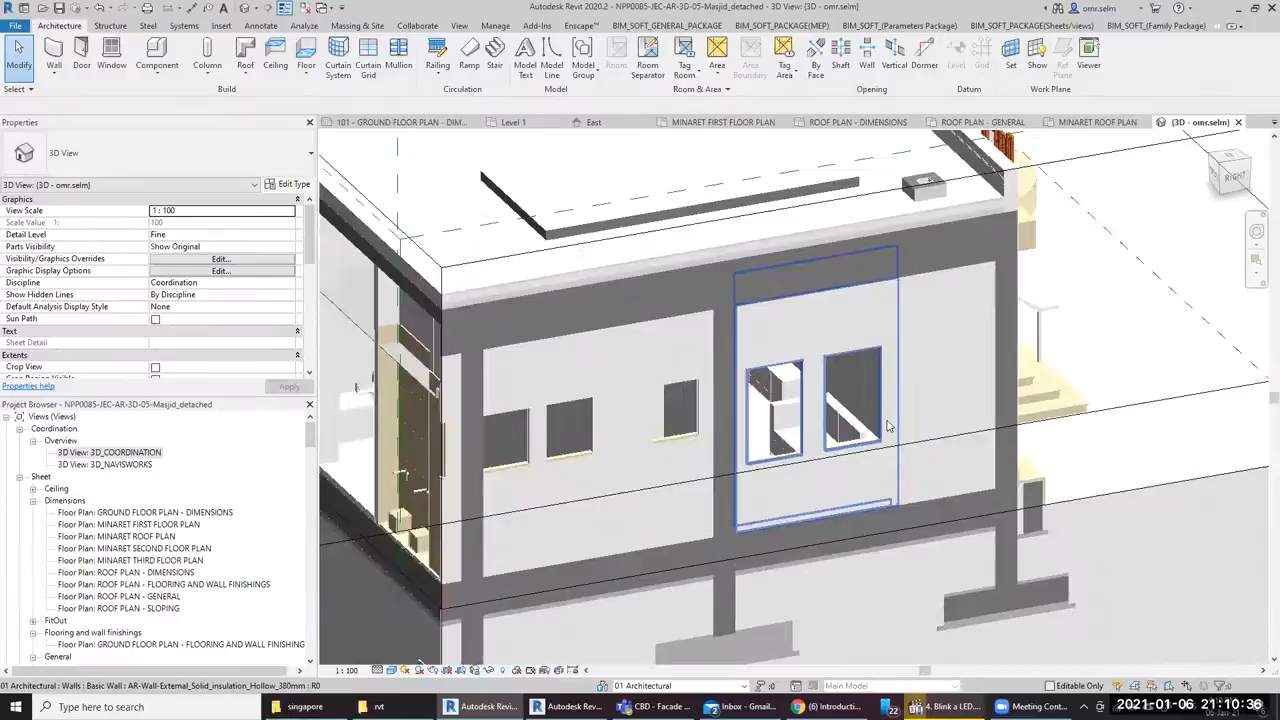 Autodesk Revit 2020.2 - NPP0085-JEC-AR-3D-05-Masjid_detached - 3D View: {3D - omr.selm}
omr.selm
File Architecture Structure Steel Systems Insert Annotate Analyze Massing & Site Collaborate View Manage Add-Ins Enscape™ BIM_SOFT_GENERAL_PACKAGE BIM_SOFT_PACKAGE(MEP) BIM_SOFT(Parameters Package) BIM_SOFT_PACKAGE(Sheets/views) BIM_SOFT_(Family Package)
Modify Wall Door Window Component Column Roof Ceiling Floor Curtain System Curtain Grid Mullion Railing Ramp Stair Model Text Model Line Model Group Room Room Separator Tag Room Area Area Boundary Tag Area By Face Shaft Wall Vertical Dormer Level Grid Set Show Ref Plane Viewer
Select Build Circulation Model Room & Area Opening Datum Work Plane
Properties
101 - GROUND FLOOR PLAN - DIM... Level 1 East MINARET FIRST FLOOR PLAN ROOF PLAN - DIMENSIONS ROOF PLAN - GENERAL MINARET ROOF PLAN {3D - omr.selm}
3D View
3D View: {3D - omr.selm} Edit Type
Graphics
View Scale 1 : 100
Scale Value 1: 100
Detail Level Fine
Parts Visibility Show Original
Visibility/Graphics Overrides Edit...
Graphic Display Options Edit...
Discipline Coordination
Show Hidden Lines By Discipline
Default Analysis Display Style None
Sun Path
Text
Sheet Detail
Extents
Crop View
Properties help Apply
RIGHT
Project Browser - NPP0085-JEC-AR-3D-05-Masjid_detached
Views (Views)
Coordination
Overview
3D View: 3D_COORDINATION
3D View: 3D_NAVISWORKS
Sheet
Ceiling
Dimensions
Floor Plan: GROUND FLOOR PLAN - DIMENSIONS
Floor Plan: MINARET FIRST FLOOR PLAN
Floor Plan: MINARET ROOF PLAN
Floor Plan: MINARET SECOND FLOOR PLAN
Floor Plan: MINARET THIRD FLOOR PLAN
Floor Plan: ROOF PLAN - DIMENSIONS
Floor Plan: ROOF PLAN - FLOORING AND WALL FINISHINGS
Floor Plan: ROOF PLAN - GENERAL
Floor Plan: ROOF PLAN - SLOPING
FitOut
Flooring and wall finishings
Floor Plan: GROUND FLOOR PLAN - FLOORING AND WALL FINISHING
General
1 : 100
01 Architectural : Walls : Basic Wall : AR-Wall-External_Solid_insulation_Hollow_380mm : R0 01 Architectural :0 Main Model Editable Only :0
Type here to search singapore rvt Autodesk Revi... Autodesk Rev... CBD - Facade ... Inbox - Gmail ... (6) Introducti... 22 4. Blink a LED... Meeting Cont... 2021-01-06 21:10:36